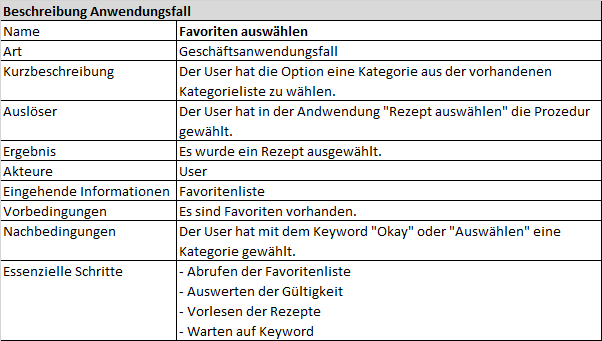 Beschreibung Anwendungsfall
Name Favoriten auswählen
Art Geschäftsanwendungsfall
Kurzbeschreibung Der User hat die Option eine Kategorie aus der vorhandenen
Kategorieliste zu wählen.
Auslöser Der User hat in der Andwendung "Rezept auswählen" die Prozedur
gewählt.
Ergebnis Es wurde ein Rezept ausgewählt.
Akteure User
Eingehende Informationen Favoritenliste
Vorbedingungen Es sind Favoriten vorhanden.
Nachbedingungen Der User hat mit dem Keyword "Okay" oder "Auswählen" eine
Kategorie gewählt.
Essenzielle Schritte - Abrufen der Favoritenliste
- Auswerten der Gültigkeit
- Vorlesen der Rezepte
- Warten auf Keyword